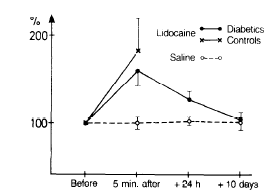 %
200
100
Lidocaine
Diabetics
Controls
Saline
Before 5 min. after + 24 h + 10 days